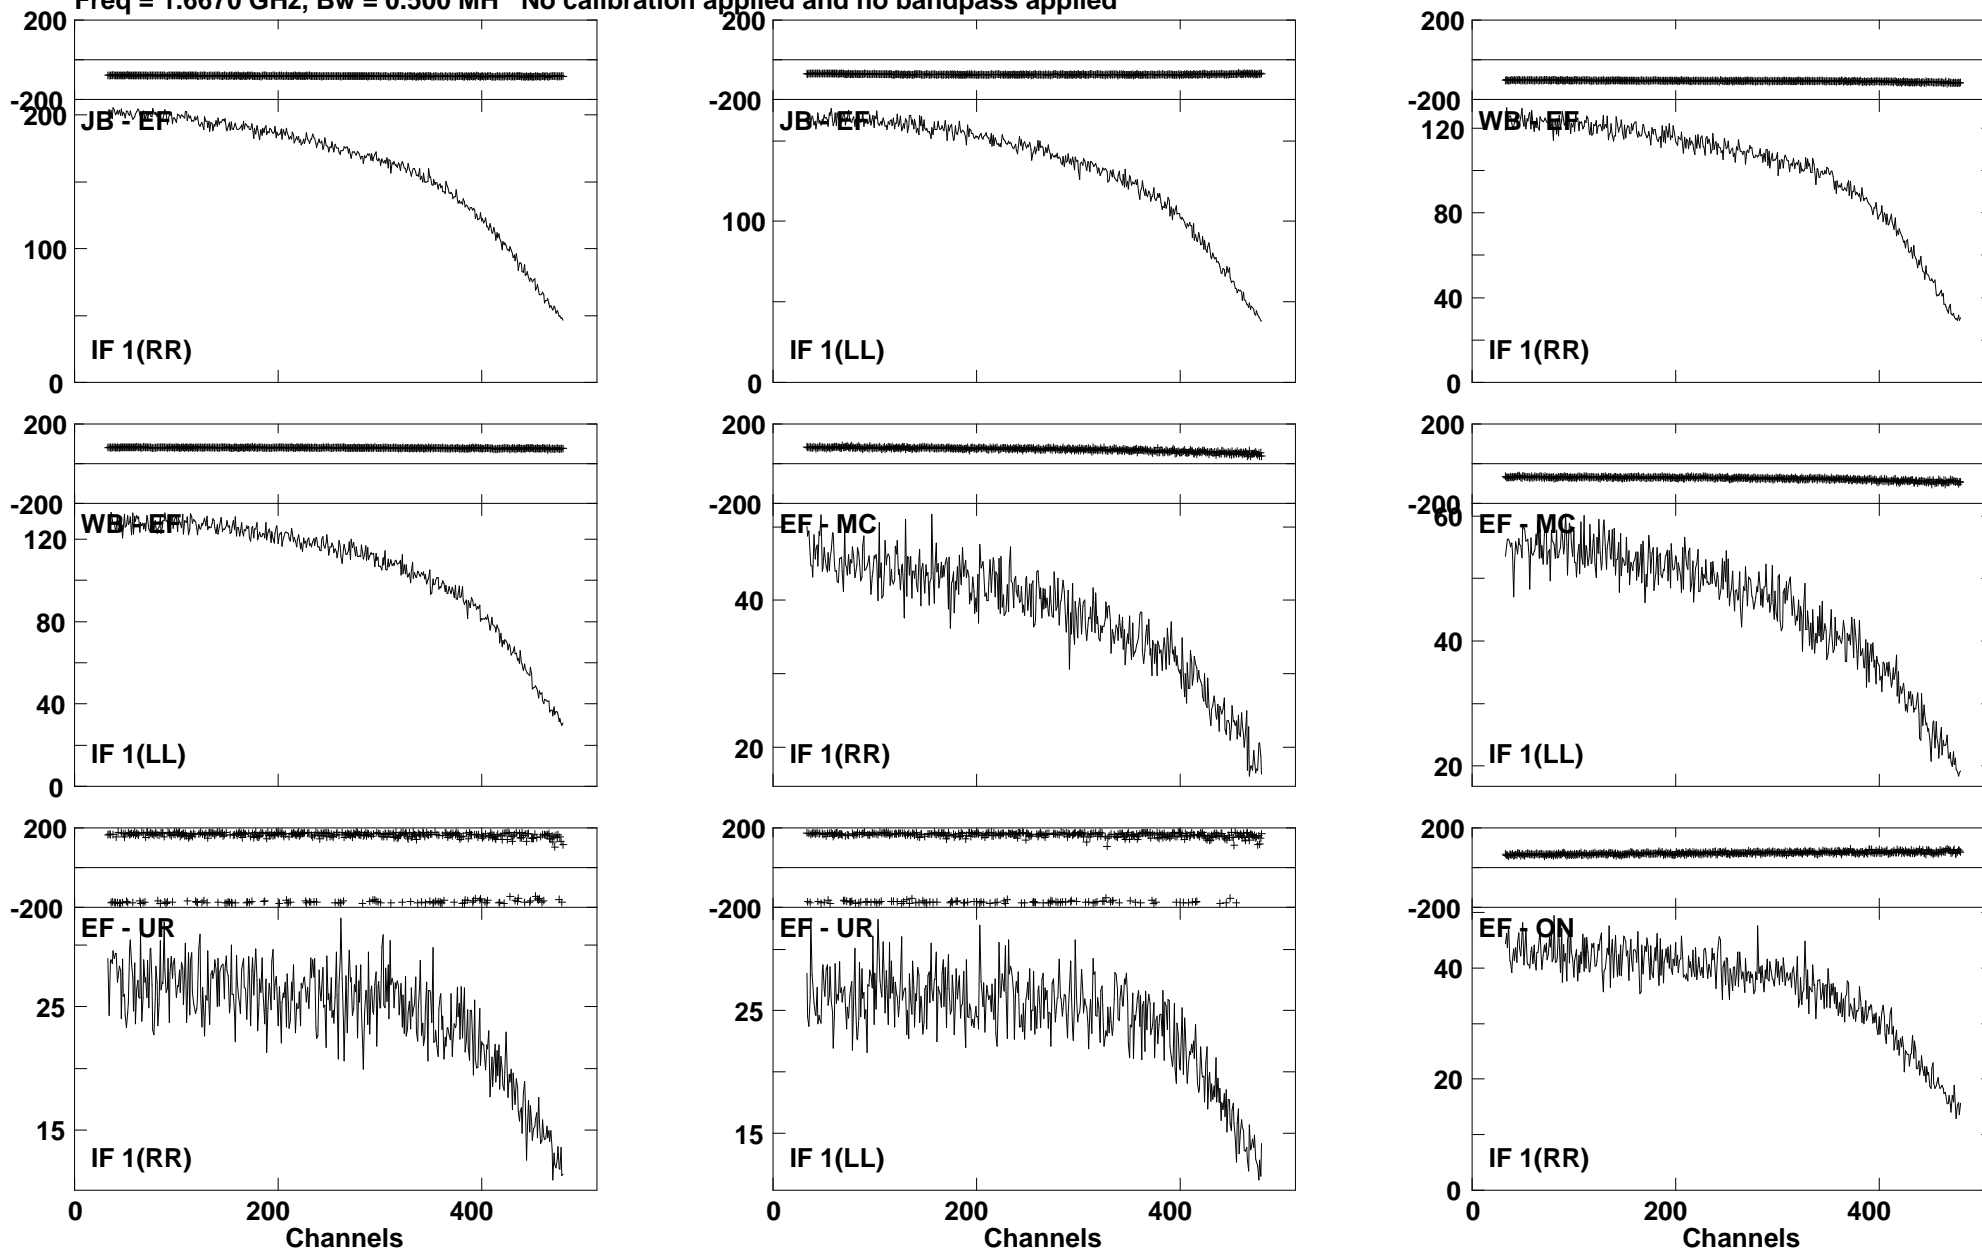 Freq = 1.6670 GHz, Bw = 0.500 MH No calibration applied and no bandpass applied
200
200
200
-200
-200
-200
200
JB - EF
JB - EF
WB - EF
120
100
100
80
40
IF 1(RR)
IF 1(LL)
IF 1(RR)
0
0
0
200
200
200
-200
-200
-200
WB - EF
EF - MC
60
EF - MC
120
40
80
40
40
IF 1(LL)
20
IF 1(RR)
20
IF 1(LL)
0
200
200
200
-200
-200
-200
EF - UR
EF - UR
EF - ON
40
25
25
20
15
15
IF 1(RR)
IF 1(LL)
IF 1(RR)
0
0 200 400
0 200 400
0 200 400
Channels
Channels
Channels